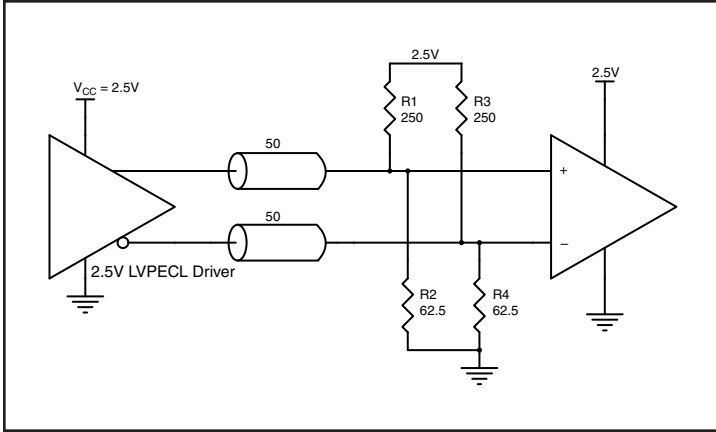 2.5V
V_CC = 2.5V
2.5V
R1
250
R3
250
50
+
50
−
2.5V LVPECL Driver
R2
62.5
R4
62.5